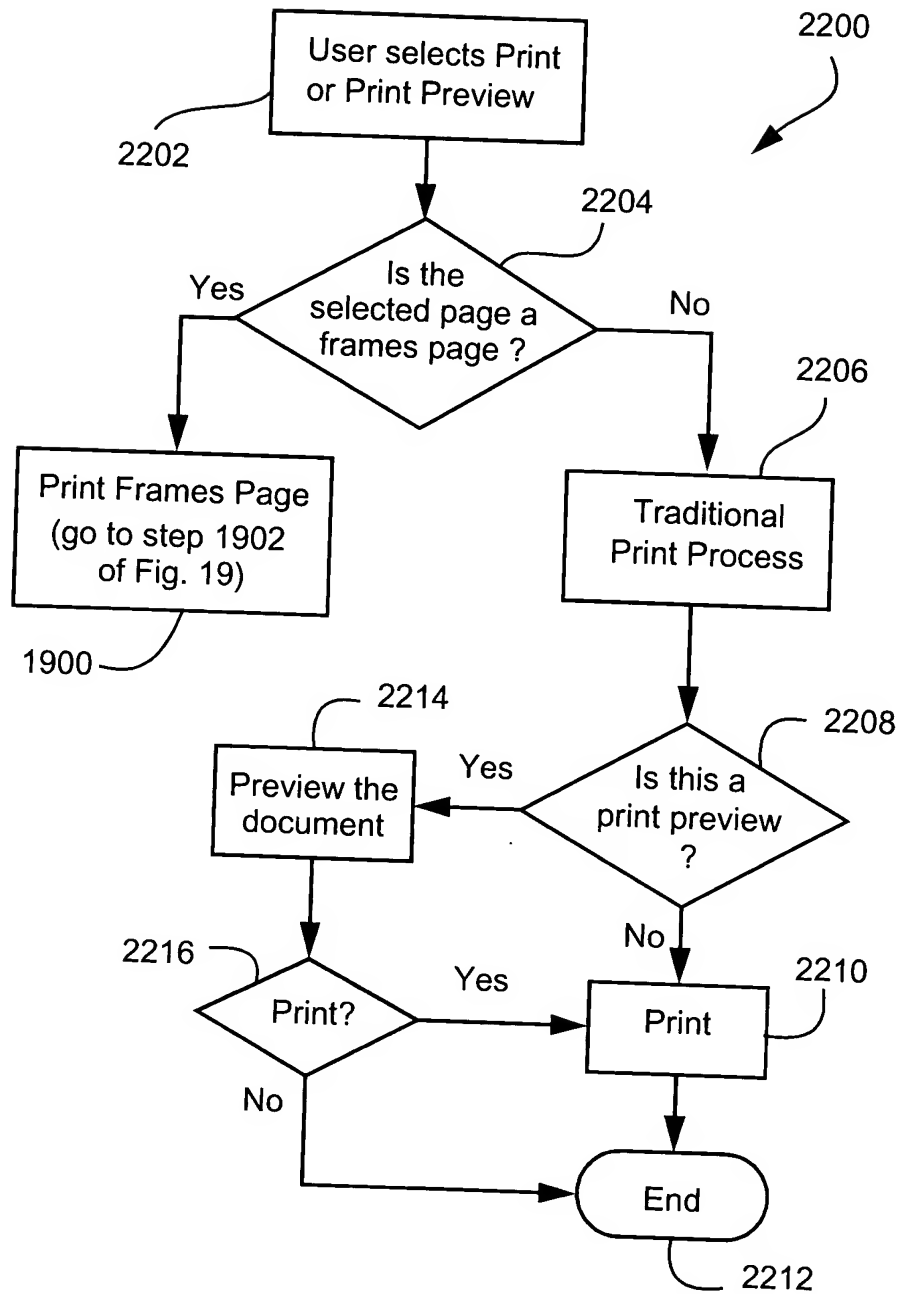 2200
User selects Print
or Print Preview
2202
2204
Is the
selected page a
frames page ?
Yes
No
2206
Print Frames Page
(go to step 1902
of Fig. 19)
1900
Traditional
Print Process
2214
2208
Preview the
document
Yes
Is this a
print preview
?
No
2216
Print?
Yes
2210
Print
No
End
2212